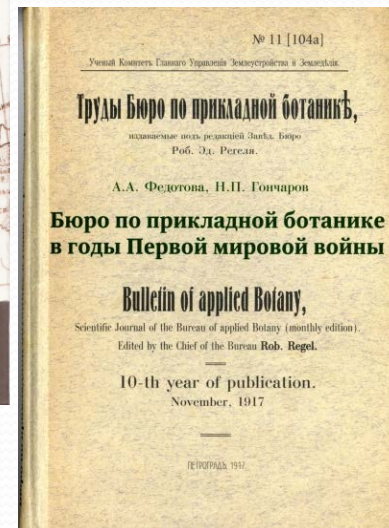 № 11 [104a]
Ученый Комитетъ Главнаго Управленія Землеустройства и Земледѣлія
Труды Бюро по прикладной ботаникѣ,
издаваемые подъ редакціей Завѣд. Бюро
Роб. Эд. Регеля.
А.А. Федотова, Н.П. Гончаров
Бюро по прикладной ботанике
в годы Первой мировой войны
Bulletin of applied Botany,
Scientific Journal of the Bureau of applied Botany (monthly edition).
Edited by the Chief of the Bureau Rob. Regel.
10-th year of publication.
November, 1917
ПЕТРОГРАДЪ, 1917.